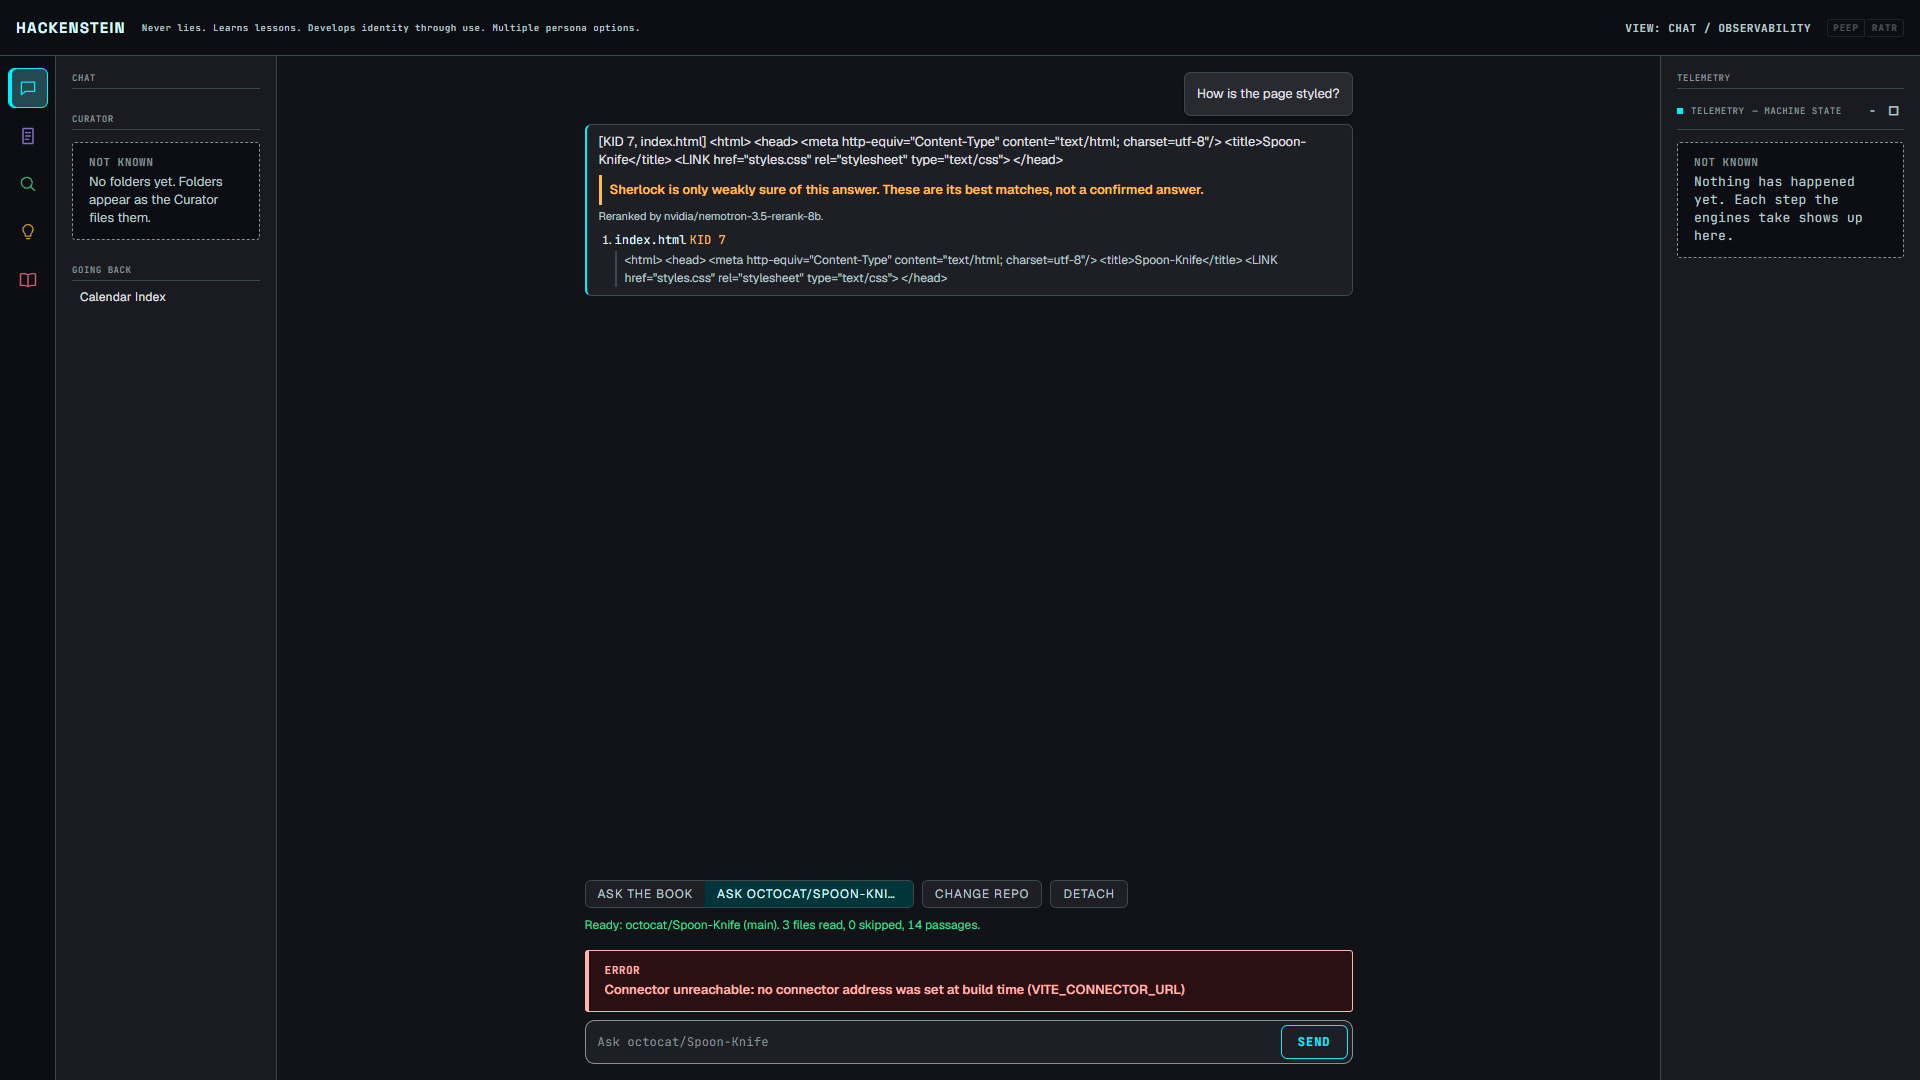 HACKENSTEIN
Never lies. Learns lessons. Develops identity through use. Multiple persona options.
VIEW: CHAT / OBSERVABILITY
PEEP RATR
CHAT
CURATOR
NOT KNOWN
No folders yet. Folders
appear as the Curator
files them.
GOING BACK
Calendar Index
How is the page styled?
[KID 7, index.html] <html> <head> <meta http-equiv="Content-Type" content="text/html; charset=utf-8"/> <title>Spoon-
Knife</title> <LINK href="styles.css" rel="stylesheet" type="text/css"> </head>
Sherlock is only weakly sure of this answer. These are its best matches, not a confirmed answer.
Reranked by nvidia/nemotron-3.5-rerank-8b.
1. index.html KID 7
<html> <head> <meta http-equiv="Content-Type" content="text/html; charset=utf-8"/> <title>Spoon-Knife</title> <LINK
href="styles.css" rel="stylesheet" type="text/css"> </head>
ASK THE BOOK
ASK OCTOCAT/SPOON-KNI...
CHANGE REPO
DETACH
Ready: octocat/Spoon-Knife (main). 3 files read, 0 skipped, 14 passages.
ERROR
Connector unreachable: no connector address was set at build time (VITE_CONNECTOR_URL)
Ask octocat/Spoon-Knife
SEND
TELEMETRY
TELEMETRY — MACHINE STATE
NOT KNOWN
Nothing has happened
yet. Each step the
engines take shows up
here.